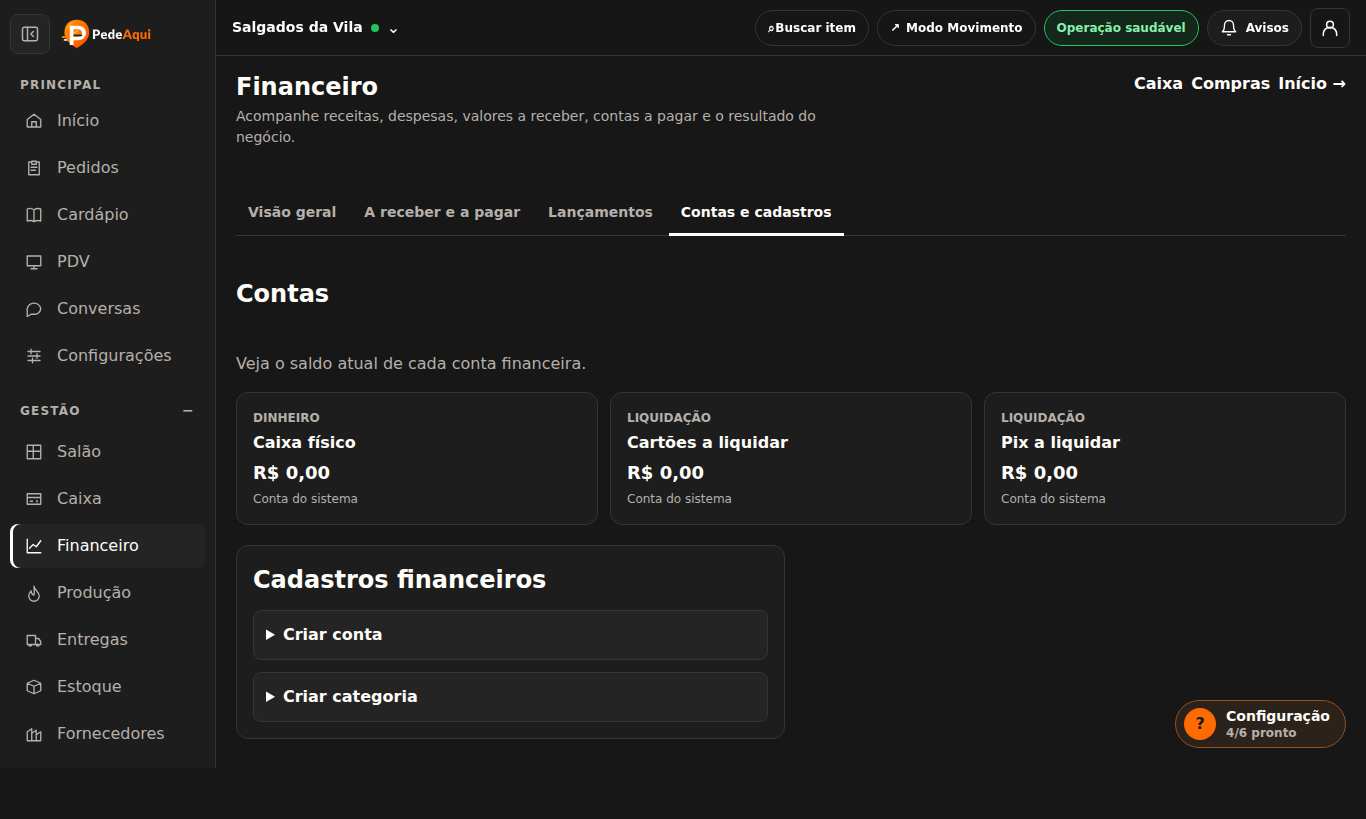 PedeAqui
PRINCIPAL
Início
Pedidos
Cardápio
PDV
Conversas
Configurações
GESTÃO
Salão
Caixa
Financeiro
Produção
Entregas
Estoque
Fornecedores
Salgados da Vila
Buscar item
↗ Modo Movimento
Operação saudável
Avisos
Financeiro
Acompanhe receitas, despesas, valores a receber, contas a pagar e o resultado do
negócio.
Caixa Compras Início →
Visão geral
A receber e a pagar
Lançamentos
Contas e cadastros
Contas
Veja o saldo atual de cada conta financeira.
DINHEIRO
Caixa físico
R$ 0,00
Conta do sistema
LIQUIDAÇÃO
Cartões a liquidar
R$ 0,00
Conta do sistema
LIQUIDAÇÃO
Pix a liquidar
R$ 0,00
Conta do sistema
Cadastros financeiros
Criar conta
Criar categoria
?
Configuração
4/6 pronto